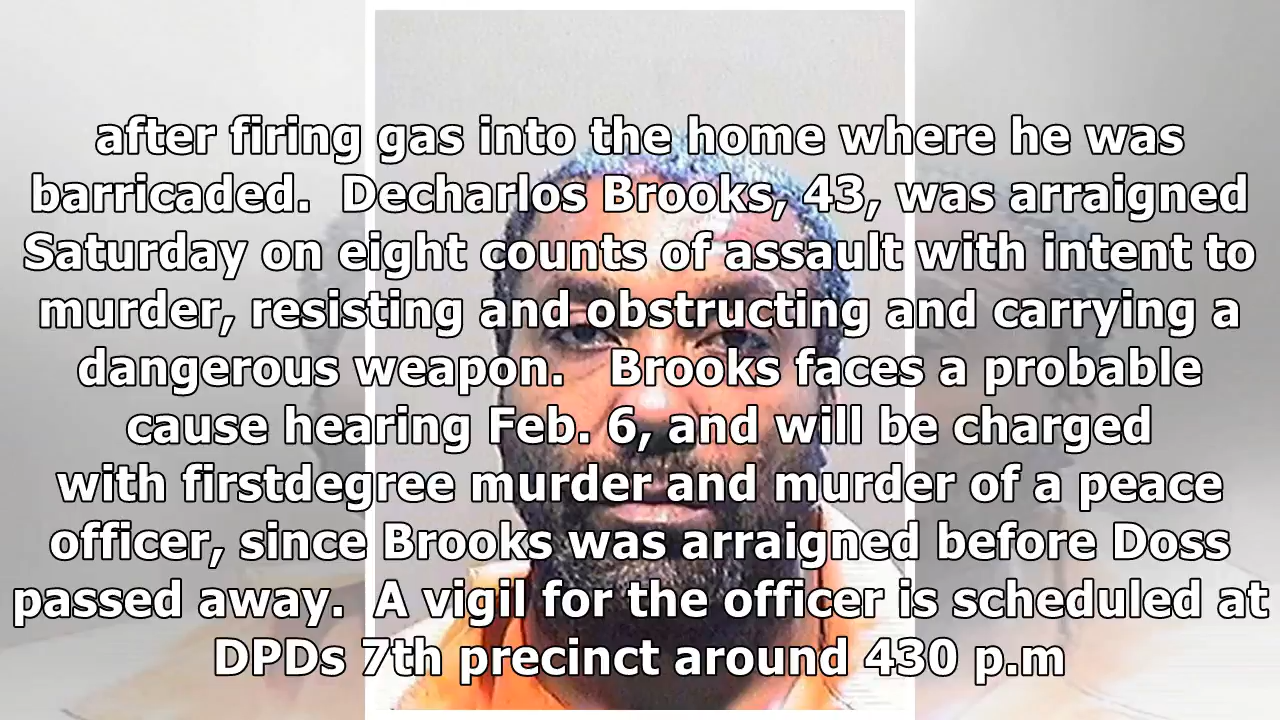 after firing gas into the home where he was
barricaded.  Decharlos Brooks, 43, was arraigned
Saturday on eight counts of assault with intent to
murder, resisting and obstructing and carrying a
dangerous weapon.   Brooks faces a probable
cause hearing Feb. 6, and will be charged
with firstdegree murder and murder of a peace
officer, since Brooks was arraigned before Doss
passed away.  A vigil for the officer is scheduled at
DPDs 7th precinct around 430 p.m